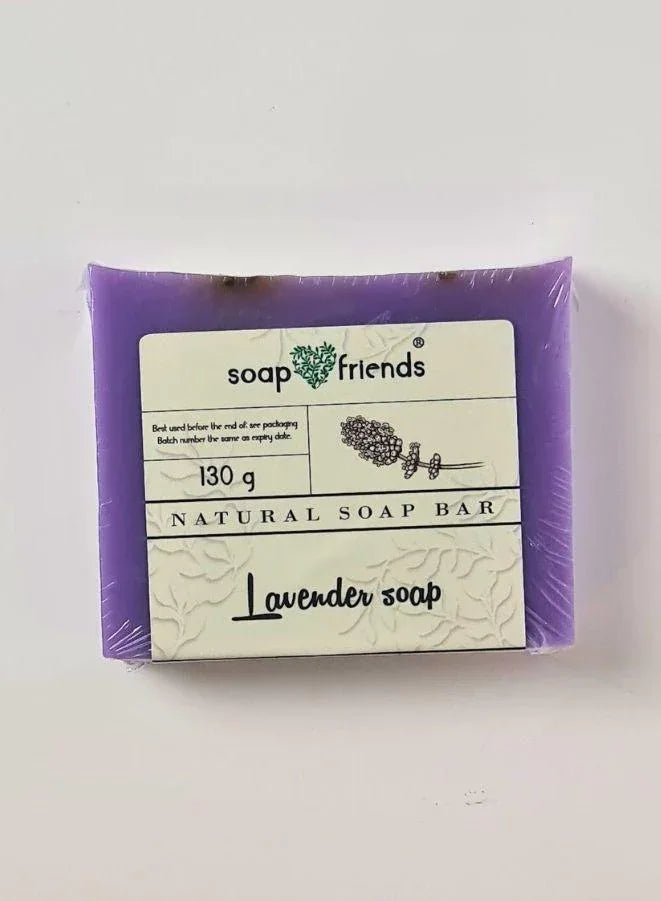 soap friends®
Best used before the end of: see packaging
Batch number the same as expiry date.
130 g
NATURAL SOAP BAR
Lavender soap